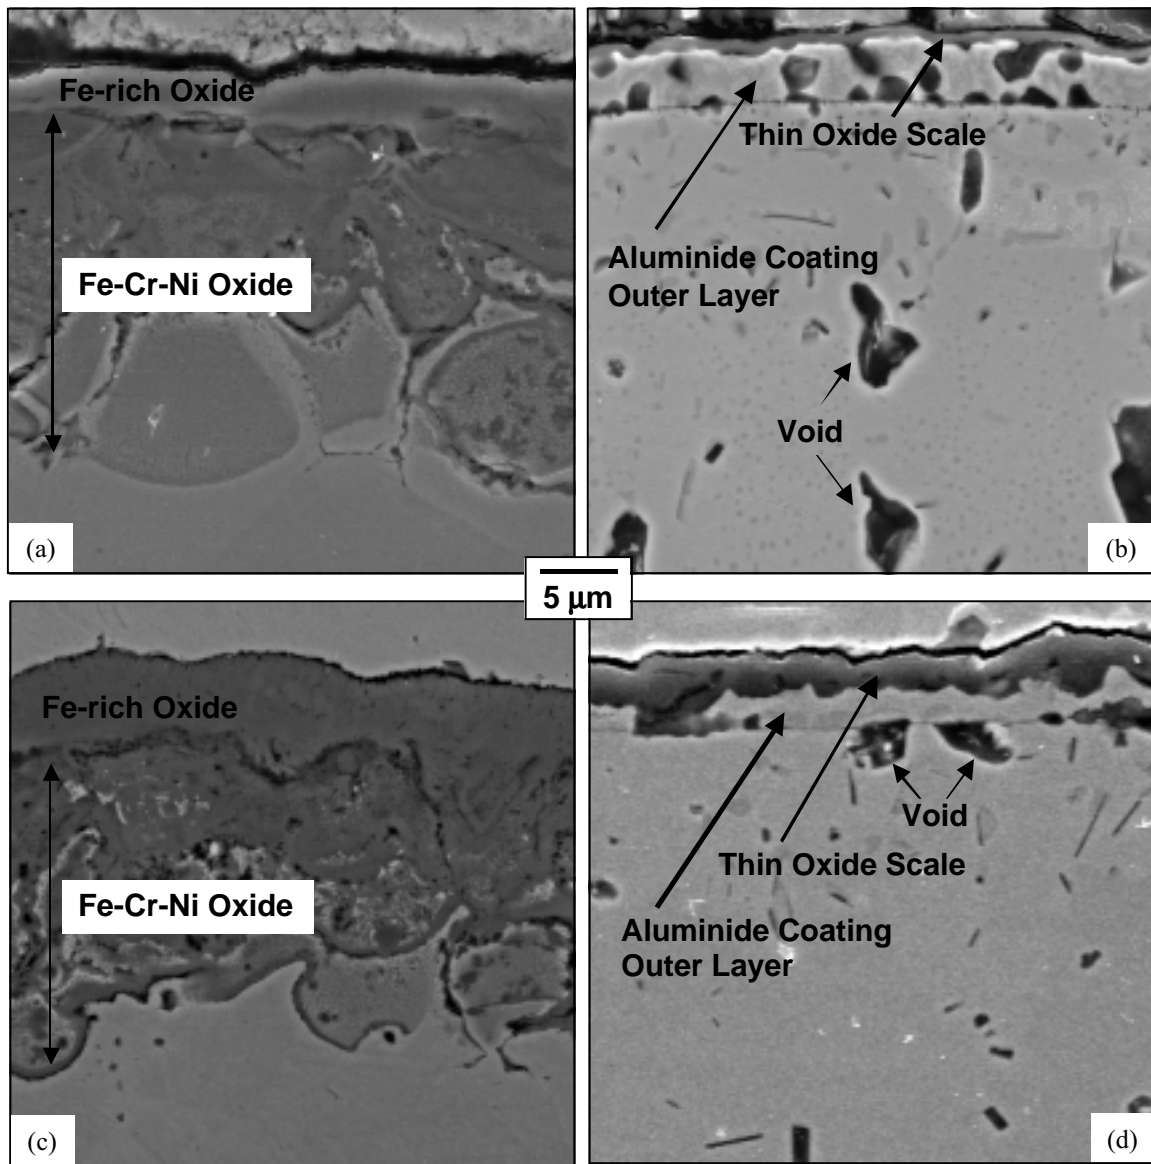 Fe-rich Oxide
Fe-Cr-Ni Oxide
(a)
Thin Oxide Scale
Aluminide Coating
Outer Layer
Void
(b)
5 μm
Fe-rich Oxide
Fe-Cr-Ni Oxide
(c)
Void
Thin Oxide Scale
Aluminide Coating
Outer Layer
(d)